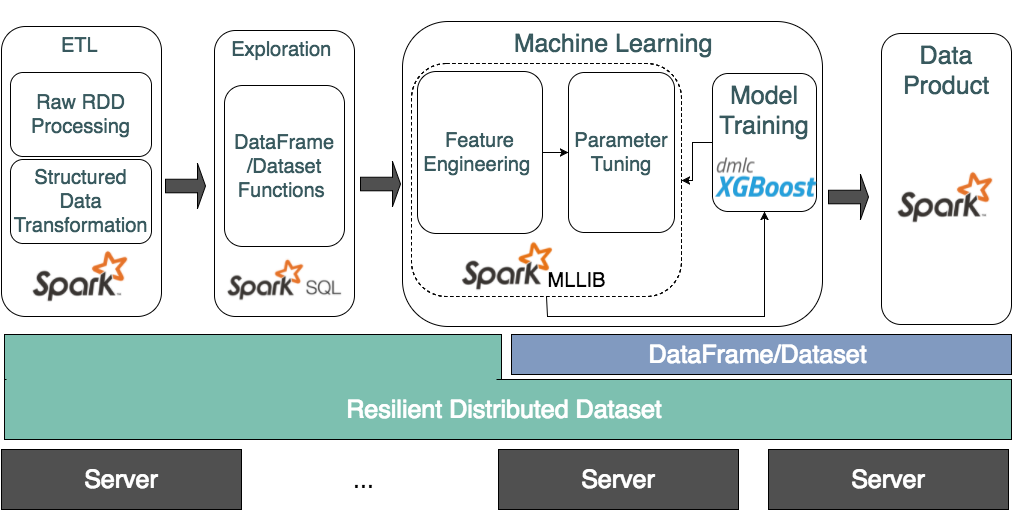 ETL
Raw RDD
Processing
Structured
Data
Transformation
Spark
Exploration
DataFrame
/Dataset
Functions
Spark SQL
Machine Learning
Feature
Engineering
Parameter
Tuning
Spark MLLIB
Model
Training
dmlc
XGBoost
Data
Product
Spark
DataFrame/Dataset
Resilient Distributed Dataset
Server
...
Server
Server